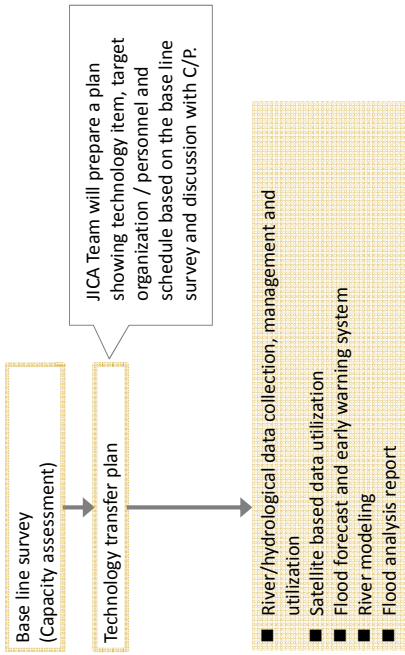 Base line survey
(Capacity assessment)
Technology transfer plan
JICA Team will prepare a plan
showing technology item, target
organization / personnel and
schedule based on the base line
survey and discussion with C/P.
■ River/hydrological data collection, management and
utilization
■ Satellite based data utilization
■ Flood forecast and early warning system
■ River modeling
■ Flood analysis report